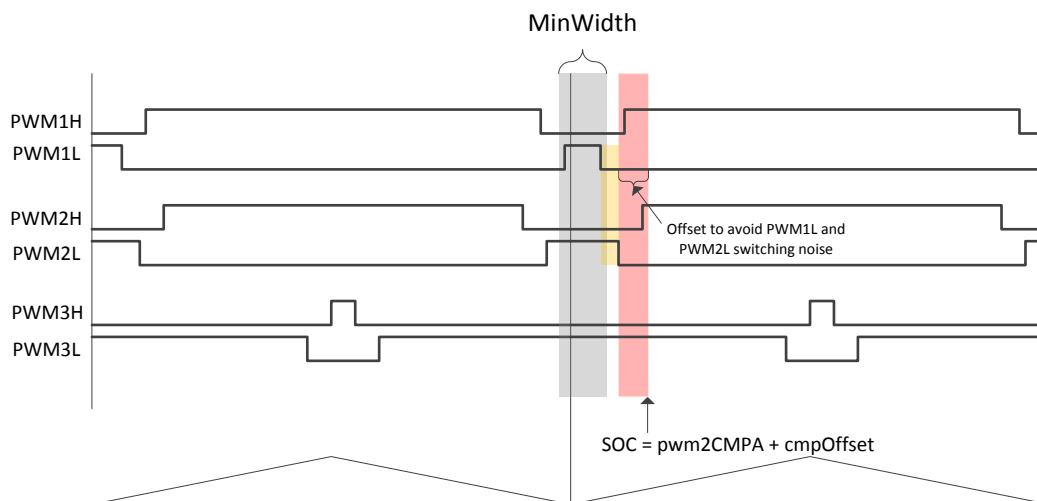 MinWidth
PWM1H
PWM1L
PWM2H
Offset to avoid PWM1L and
PWM2L switching noise
PWM2L
PWM3H
PWM3L
SOC = pwm2CMPA + cmpOffset